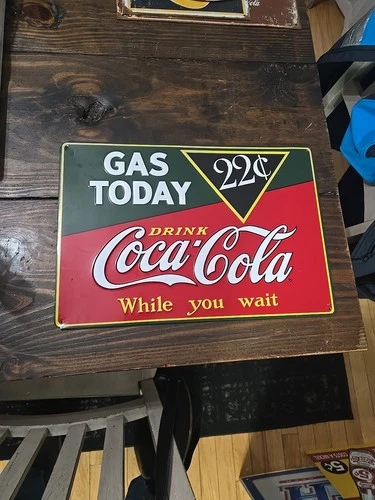 GAS
TODAY
22¢
DRINK
Coca-Cola
While you wait